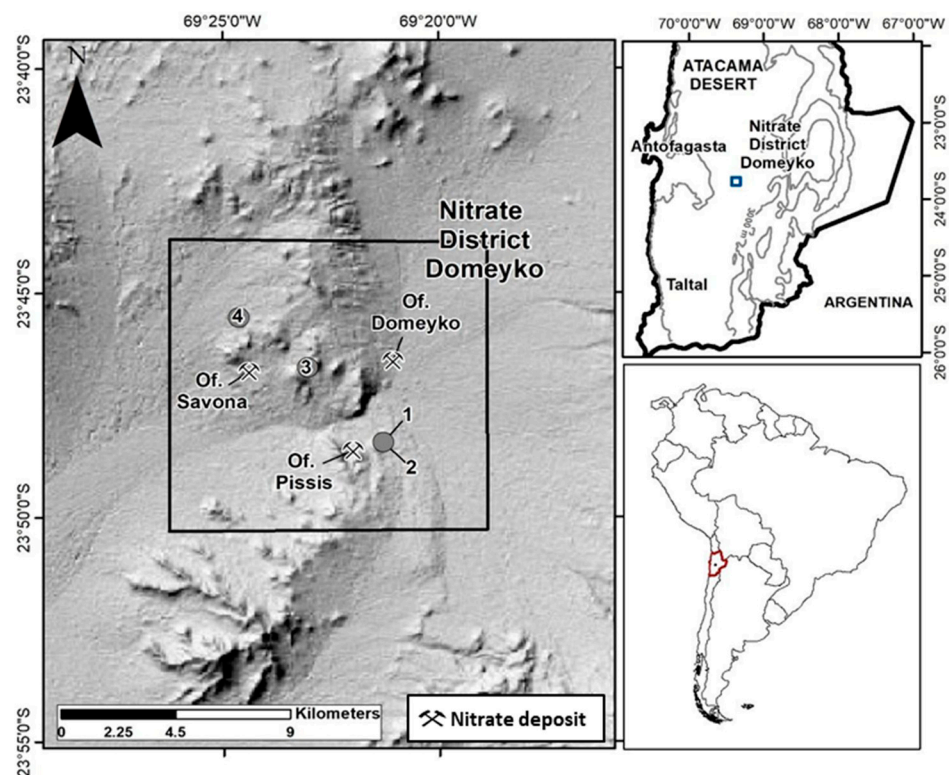 69°25'0"W
69°20'0"W
N
23°40'0"S
23°45'0"S
23°50'0"S
23°55'0"S
Nitrate
District
Domeyko
Of.
Domeyko
4
3
Of.
Savona
1
2
Of.
Pissis
Kilometers
0 2.25 4.5 9
Nitrate deposit
70°0'0"W 69°0'0"W 68°0'0"W 67°0'0"W
ATACAMA
DESERT
Nitrate
District
Domeyko
Antofagasta
3000 m
Taltal
ARGENTINA
23°0'0"S
24°0'0"S
25°0'0"S
26°0'0"S